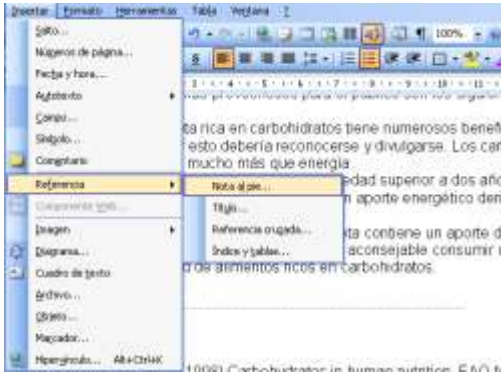 Insertar Formato Herramientas Tabla Ventana ?
Salto...
Números de página...
Fecha y hora...
Autotexto
Campo...
Símbolo...
Comentario
Referencia
Componente Web...
Imagen
Diagrama...
Cuadro de texto
Archivo...
Objeto...
Marcador...
Hipervínculo... Alt+Ctrl+K
Nota al pie...
Título...
Referencia cruzada...
Índice y tablas...
100%
ta rica en carbohidratos tiene numerosos benef
esto debería reconocerse y divulgarse. Los car
mucho más que energía
edad superior a dos año
n aporte energético den
ta contiene un aporte d
aconsejable consumir u
d de alimentos ricos en carbohidratos.
1998) Carbohydrates in human nutrition. FAO